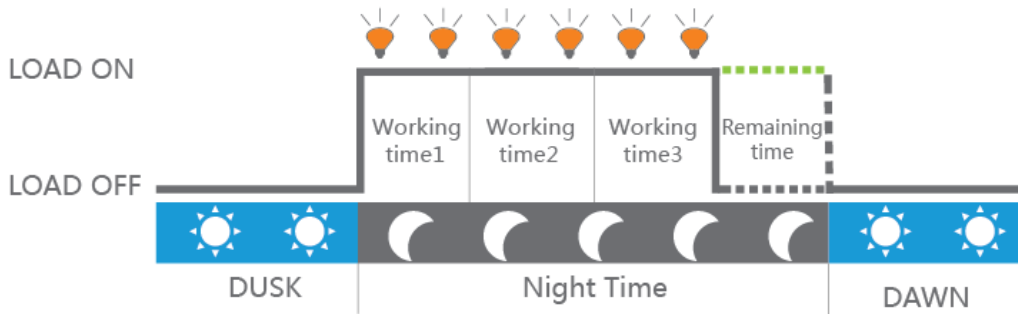 LOAD ON
LOAD OFF
Working
time1
Working
time2
Working
time3
Remaining
time
DUSK
Night Time
DAWN